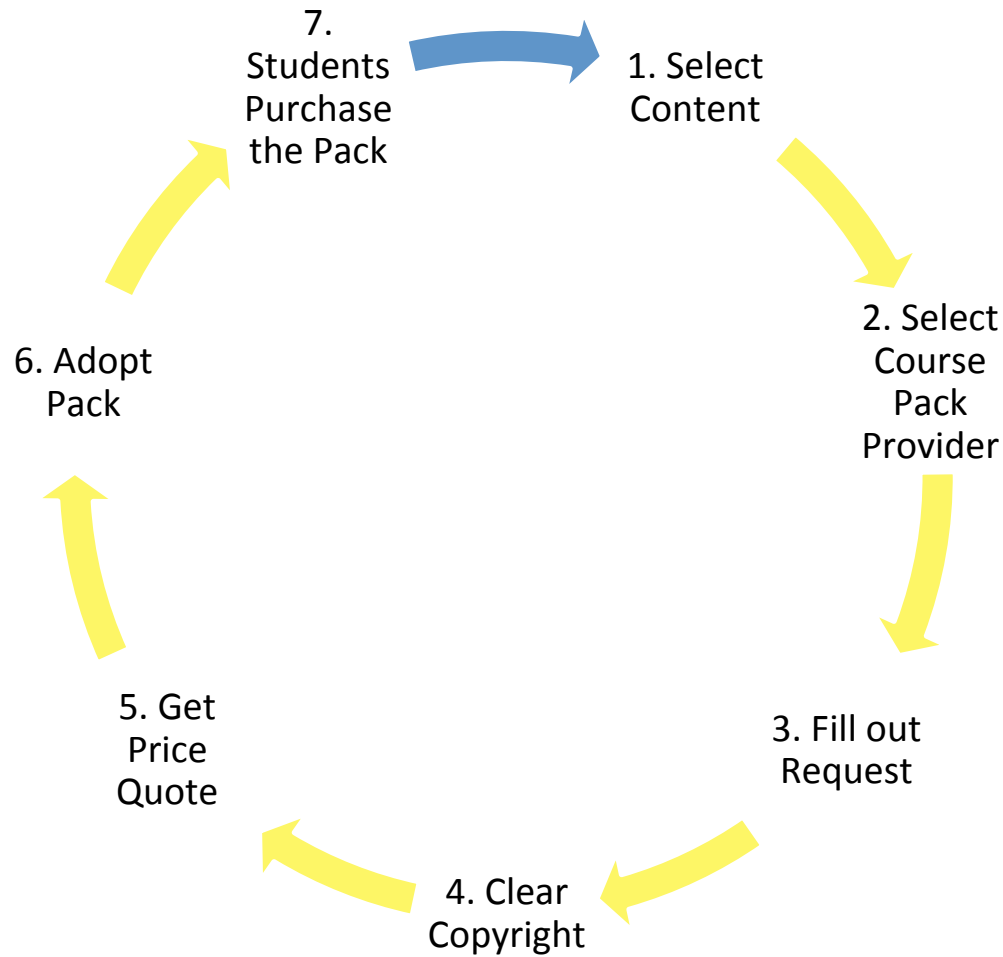 1. Select
Content
2. Select
Course
Pack
Provider
3. Fill out
Request
4. Clear
Copyright
5. Get
Price
Quote
6. Adopt
Pack
7.
Students
Purchase
the Pack